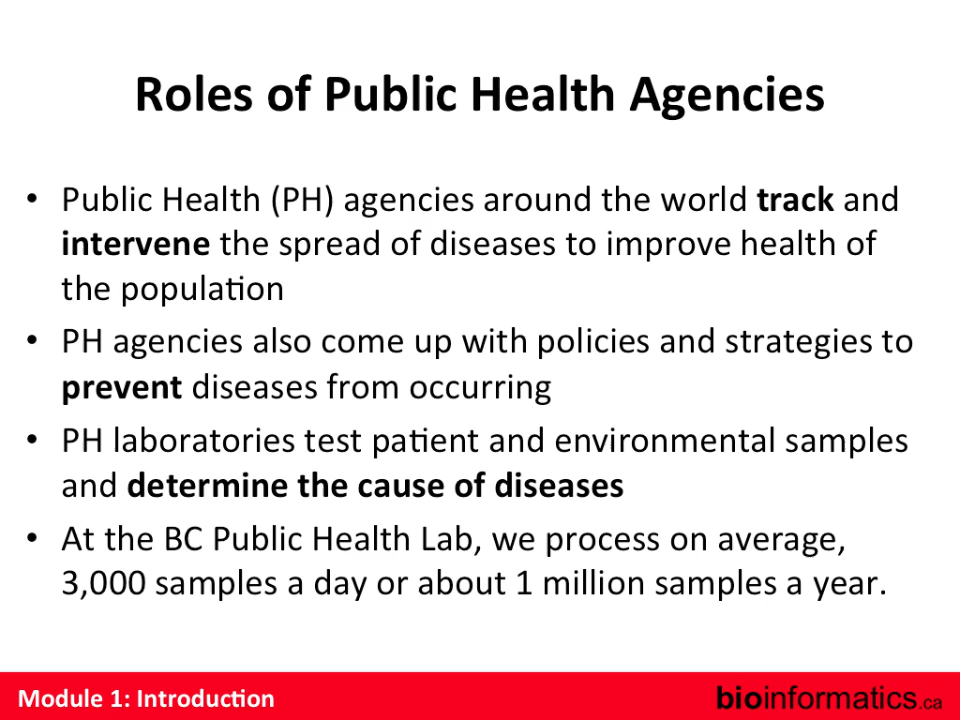 Roles of Public Health Agencies
• Public Health (PH) agencies around the world track and
intervene the spread of diseases to improve health of
the population
• PH agencies also come up with policies and strategies to
prevent diseases from occurring
• PH laboratories test patient and environmental samples
and determine the cause of diseases
• At the BC Public Health Lab, we process on average,
3,000 samples a day or about 1 million samples a year.
Module 1: Introduction
bioinformatics.ca